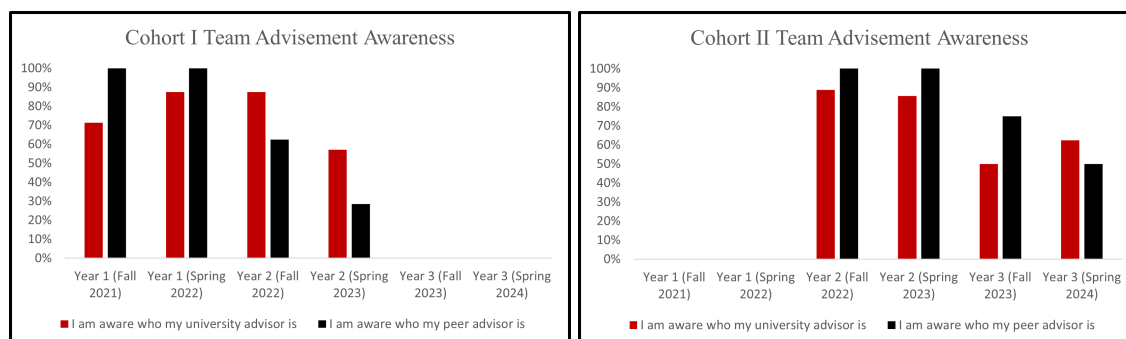 Cohort I Team Advisement Awareness
100%
90%
80%
70%
60%
50%
40%
30%
20%
10%
0%
Year 1 (Fall 2021)
Year 1 (Spring 2022)
Year 2 (Fall 2022)
Year 2 (Spring 2023)
Year 3 (Fall 2023)
Year 3 (Spring 2024)
I am aware who my university advisor is
I am aware who my peer advisor is
Cohort II Team Advisement Awareness
100%
90%
80%
70%
60%
50%
40%
30%
20%
10%
0%
Year 1 (Fall 2021)
Year 1 (Spring 2022)
Year 2 (Fall 2022)
Year 2 (Spring 2023)
Year 3 (Fall 2023)
Year 3 (Spring 2024)
I am aware who my university advisor is
I am aware who my peer advisor is